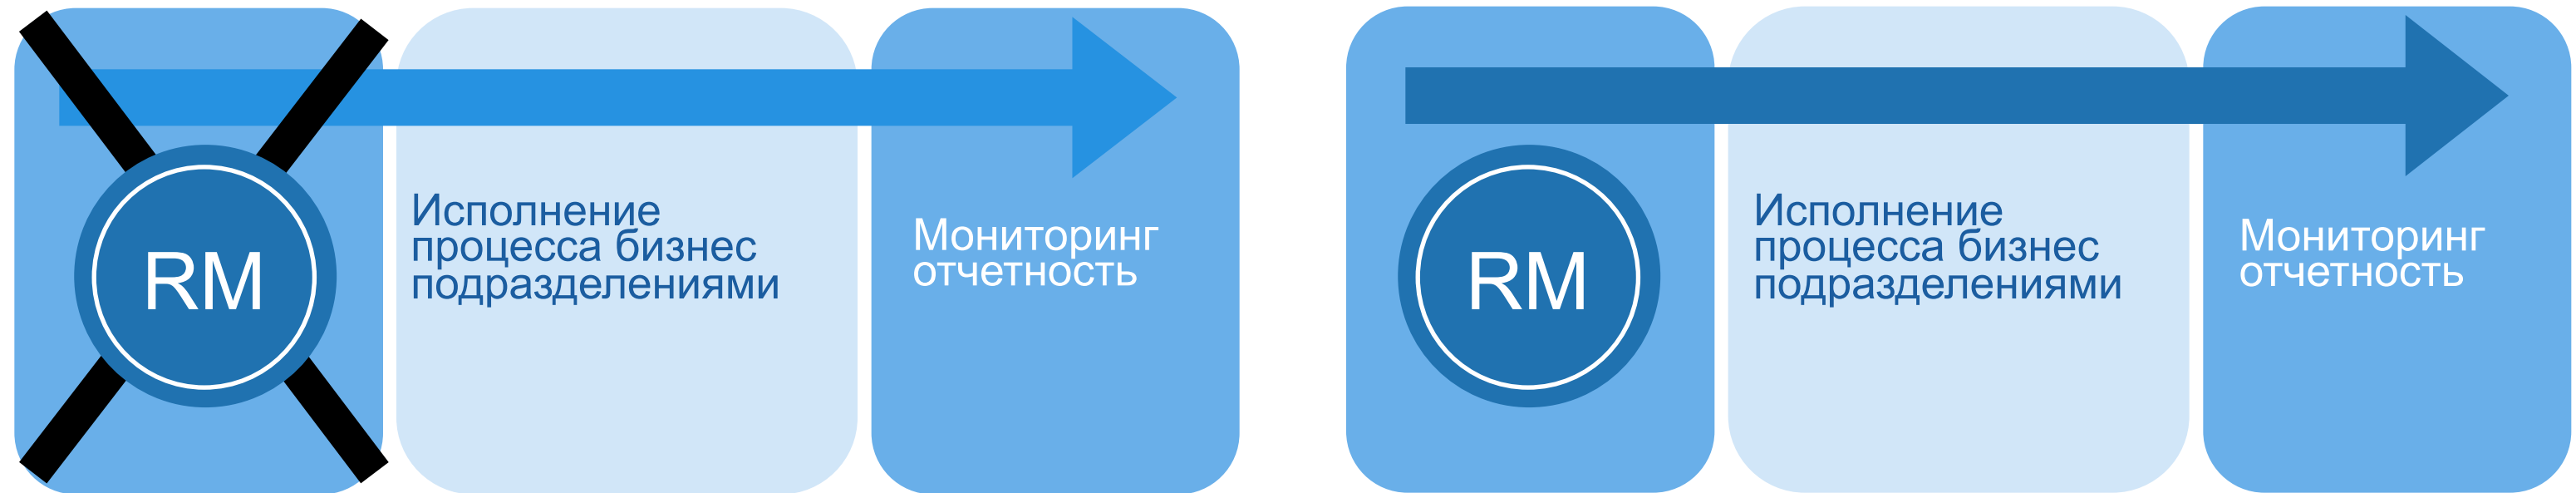 RM
Исполнение
процесса бизнес
подразделениями
Мониторинг
отчетность
RM
Исполнение
процесса бизнес
подразделениями
Мониторинг
отчетность